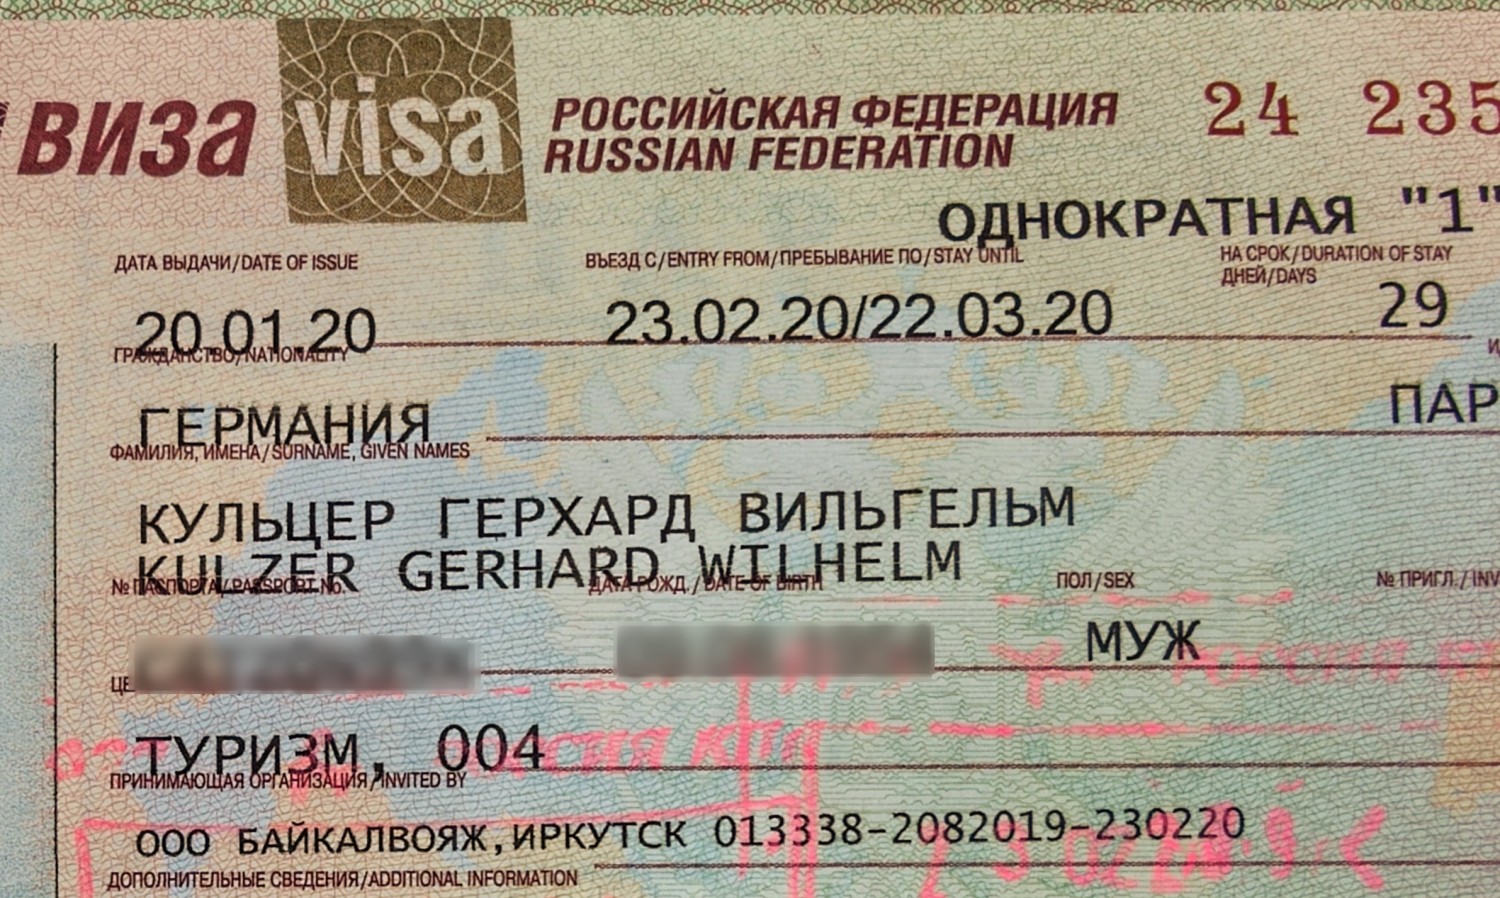 ВИЗА visa РОССИЙСКАЯ ФЕДЕРАЦИЯ 24 235
RUSSIAN FEDERATION
ОДНОКРАТНАЯ "1"
ДАТА ВЫДАЧИ/DATE OF ISSUE ВЪЕЗД С/ENTRY FROM/ПРЕБЫВАНИЕ ПО/STAY UNTIL НА СРОК/DURATION OF STAY
ДНЕЙ/DAYS
20.01.20 23.02.20/22.03.20 29
ГРАЖДАНСТВО/NATIONALITY
ГЕРМАНИЯ ПАР
ФАМИЛИЯ, ИМЕНА/SURNAME, GIVEN NAMES
КУЛЬЦЕР ГЕРХАРД ВИЛЬГЕЛЬМ
KULZER GERHARD WILHELM
№ ПАСПОРТА/PASSPORT No. ДАТА РОЖД./DATE OF BIRTH ПОЛ/SEX № ПРИГЛ./INV
МУЖ
ЦЕ
ТУРИЗМ, 004
ПРИНИМАЮЩАЯ ОРГАНИЗАЦИЯ/INVITED BY
ООО БАЙКАЛВОЯЖ,ИРКУТСК 013338-2082019-230220
ДОПОЛНИТЕЛЬНЫЕ СВЕДЕНИЯ/ADDITIONAL INFORMATION